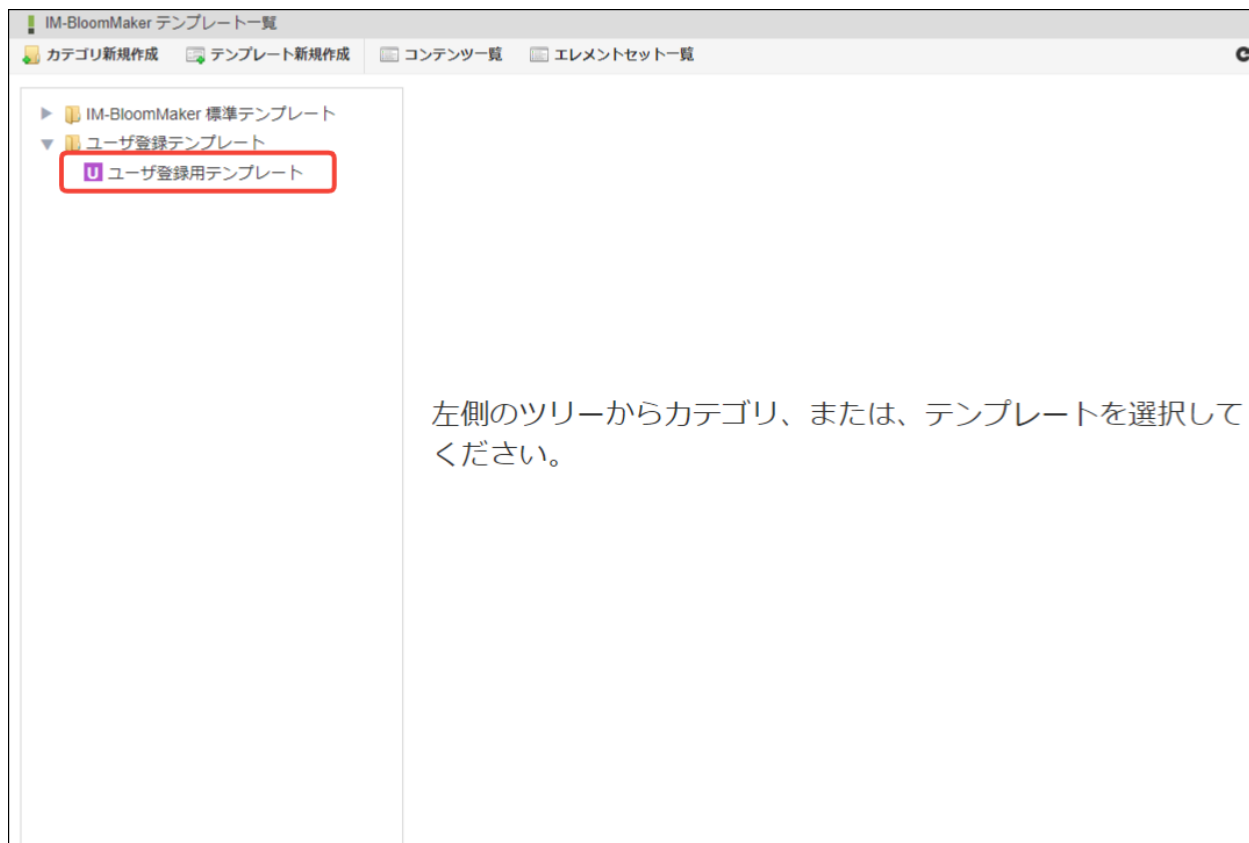 IM-BloomMaker テンプレート一覧
カテゴリ新規作成 テンプレート新規作成 コンテンツ一覧 エレメントセット一覧
IM-BloomMaker 標準テンプレート
ユーザ登録テンプレート
U ユーザ登録用テンプレート
左側のツリーからカテゴリ、または、テンプレートを選択して
ください。